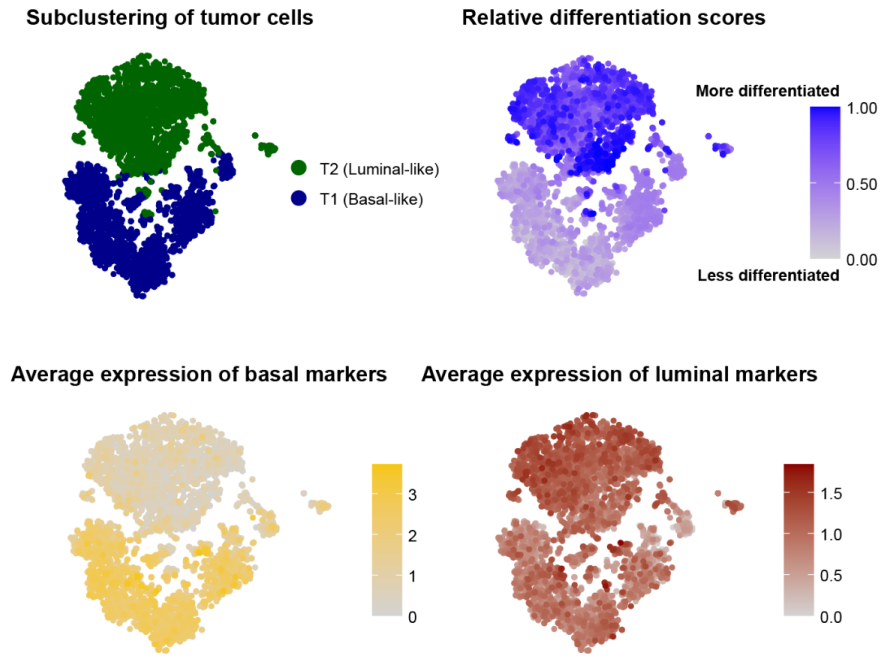 Subclustering of tumor cells
T2 (Luminal-like)
T1 (Basal-like)
Relative differentiation scores
More differentiated
1.00
0.50
0.00
Less differentiated
Average expression of basal markers
3
2
1
0
Average expression of luminal markers
1.5
1.0
0.5
0.0